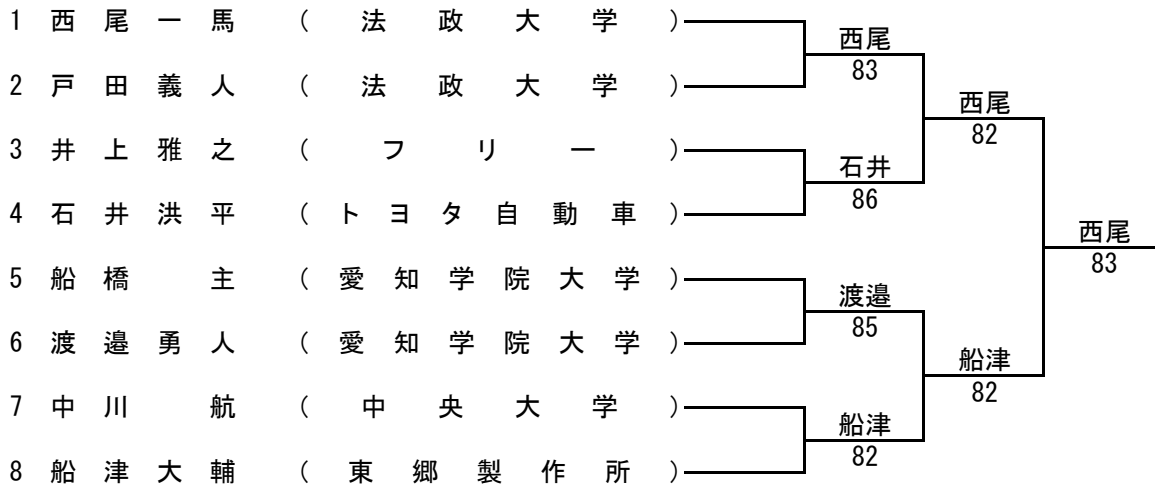 1 西尾一馬 (法政大学)
西尾
83
2 戸田義人 (法政大学)
西尾
82
3 井上雅之 (フリー)
石井
86
4 石井洪平 (トヨタ自動車)
西尾
83
5 船橋 主 (愛知学院大学)
渡邉
85
6 渡邉勇人 (愛知学院大学)
船津
82
7 中川 航 (中央大学)
船津
82
8 船津大輔 (東郷製作所)